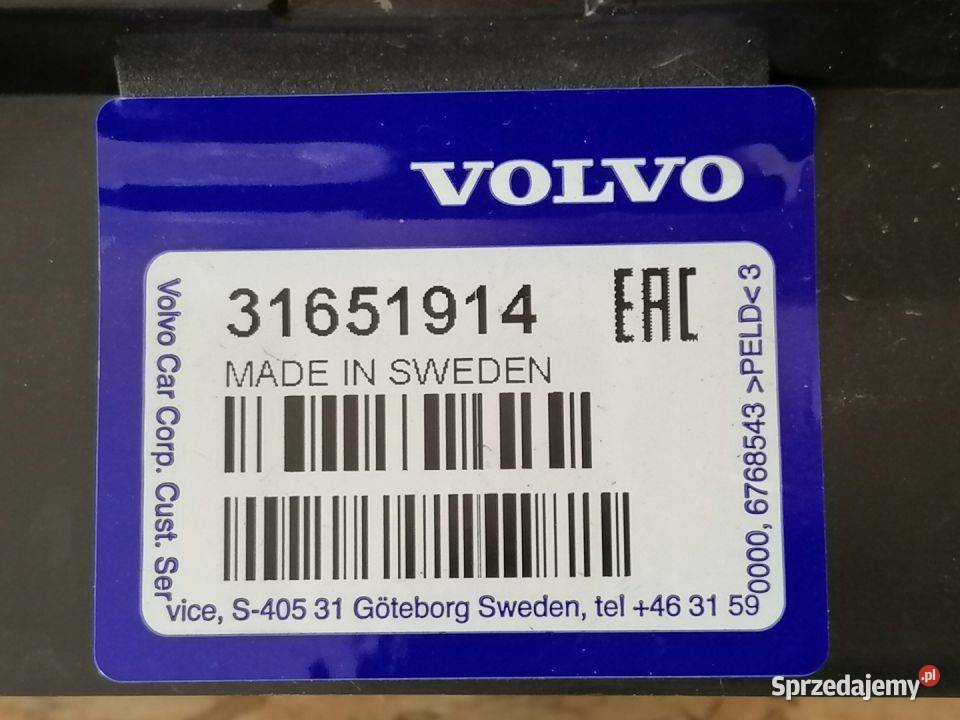 VOLVO
31651914
EAC
MADE IN SWEDEN
Volvo Car Corp. Cust. Service, S-405 31 Göteborg Sweden, tel +46 31 590000, 6768543 >PELD< 3
Sprzedajemy.pl